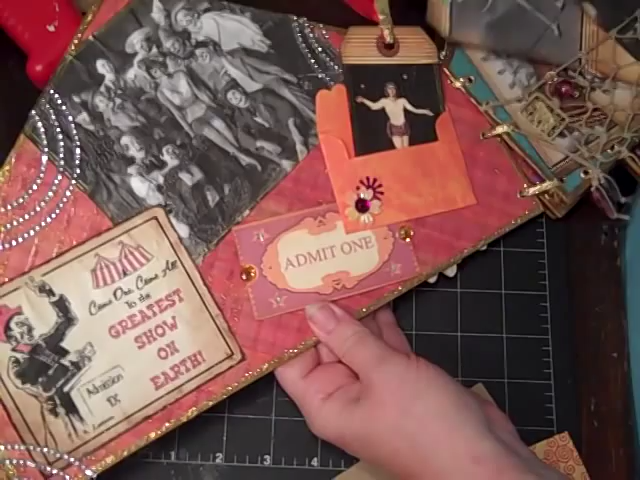 ADMIT ONE
Come One, Come All
To the
GREATEST
SHOW
ON
EARTH!
Admission
1 2 3 4